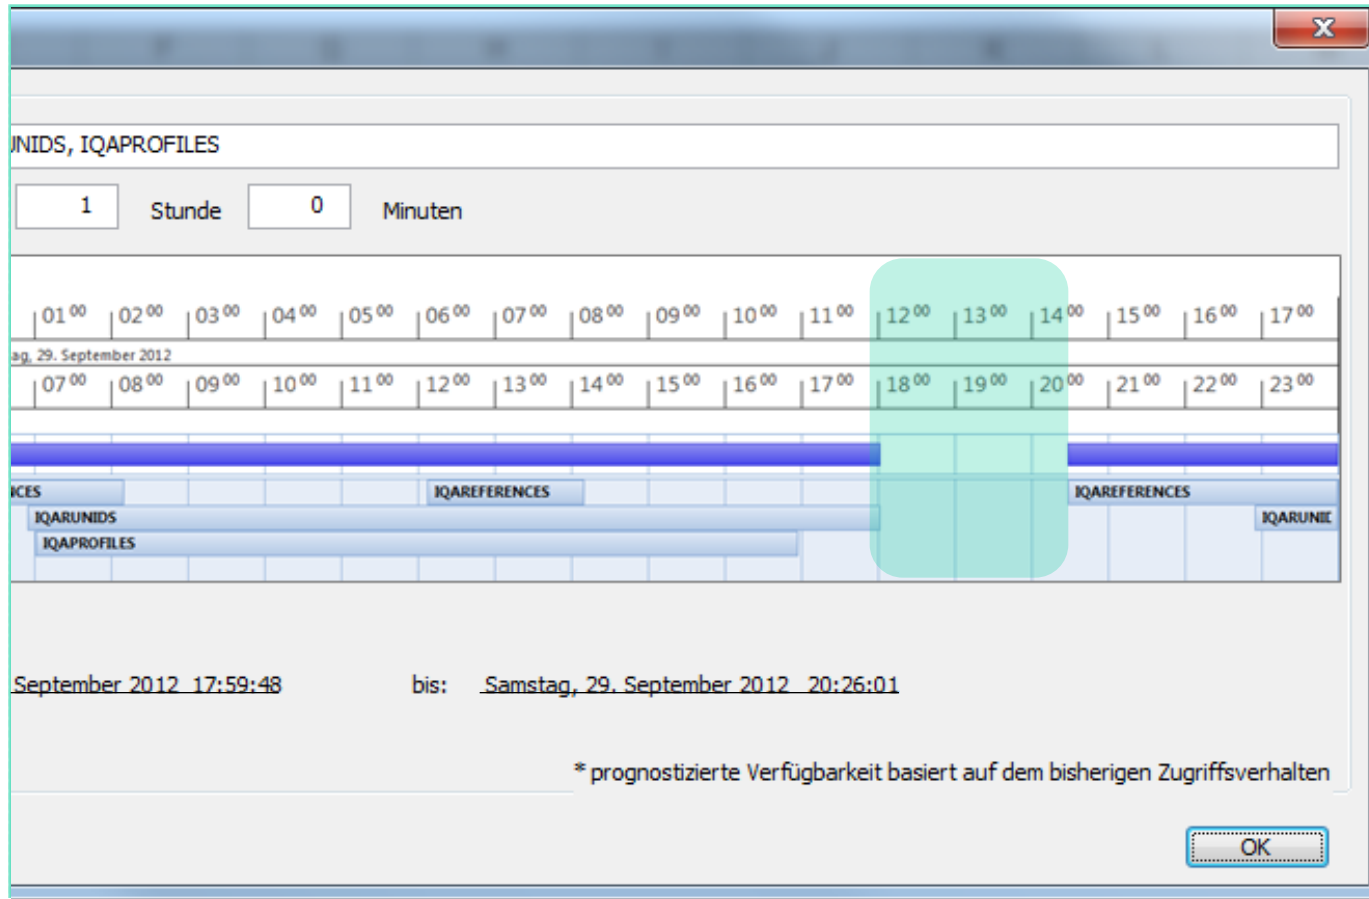 JNIDS, IQAPROFILES
1 Stunde 0 Minuten
01 00 02 00 03 00 04 00 05 00 06 00 07 00 08 00 09 00 10 00 11 00 12 00 13 00 14 00 15 00 16 00 17 00
ag, 29. September 2012
07 00 08 00 09 00 10 00 11 00 12 00 13 00 14 00 15 00 16 00 17 00 18 00 19 00 20 00 21 00 22 00 23 00
ICES IQAREFERENCES IQAREFERENCES
IQARUNIDS IQARUNID
IQAPROFILES
September 2012 17:59:48 bis: Samstag, 29. September 2012 20:26:01
* prognostizierte Verfügbarkeit basiert auf dem bisherigen Zugriffsverhalten
OK